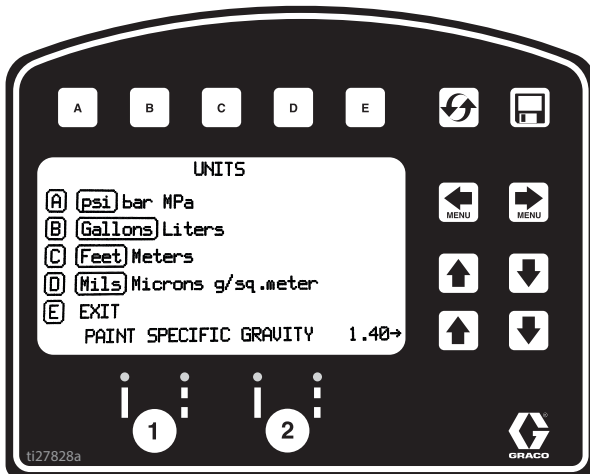 A B C D E
UNITS
A psi bar MPa
MENU MENU
B Gallons Liters
C Feet Meters
D Mils Microns g/sq.meter
E EXIT
PAINT SPECIFIC GRAVITY 1.40→
1 2
ti27828a
GRACO